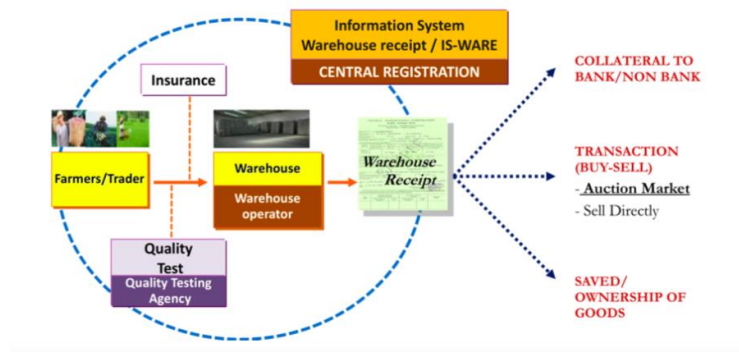 Information System
Warehouse receipt / IS-WARE
CENTRAL REGISTRATION
Insurance
Farmers/Trader
Warehouse
Warehouse
operator
Warehouse
Receipt
Quality
Test
Quality Testing
Agency
COLLATERAL TO
BANK/NON BANK
TRANSACTION
(BUY-SELL)
- Auction Market
- Sell Directly
SAVED/
OWNERSHIP OF
GOODS